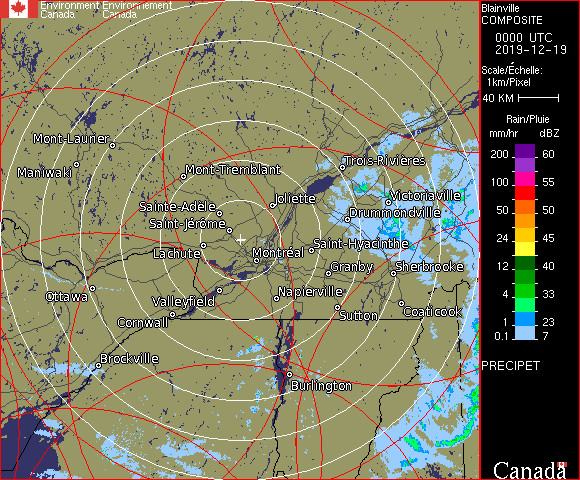 Environment Environnement
Canada Canada
Blainville
COMPOSITE
0000 UTC
2019-12-19
Scale/Échelle:
1km/Pixel
40 KM
Rain/Pluie
mm/hr dBZ
200 60
100 55
50 50
24 45
12 40
4 33
1 23
0.1 7
PRECIPET
Canada
Mont-Laurier
Maniwaki
Mont-Tremblant
Trois-Rivières
Sainte-Adèle
Joliette
Victoriaville
Drummondville
Saint-Jérôme
Lachute
Montréal
Saint-Hyacinthe
Granby
Sherbrooke
Ottawa
Valleyfield
Napierville
Cornwall
Sutton
Coaticook
Brockville
Burlington